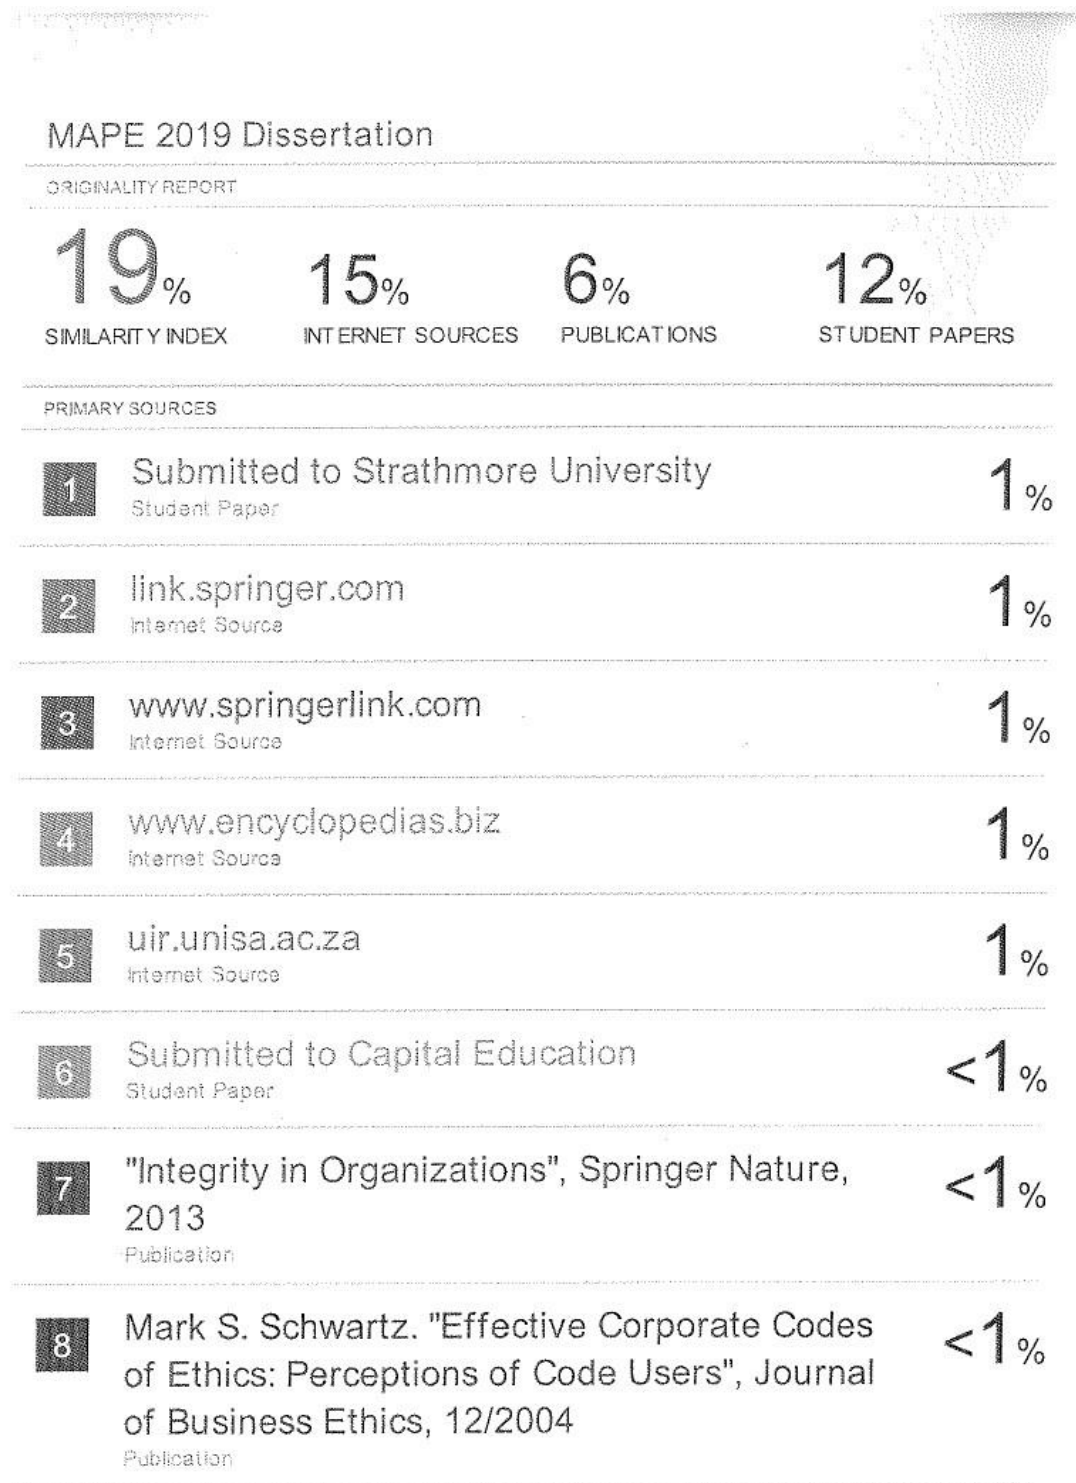 MAPE 2019 Dissertation
ORIGINALITY REPORT
19% 15% 6% 12%
SIMILARITY INDEX INTERNET SOURCES PUBLICATIONS STUDENT PAPERS
PRIMARY SOURCES
1 Submitted to Strathmore University 1%
Student Paper
2 link.springer.com 1%
Internet Source
3 www.springerlink.com 1%
Internet Source
4 www.encyclopedias.biz 1%
Internet Source
5 uir.unisa.ac.za 1%
Internet Source
6 Submitted to Capital Education <1%
Student Paper
7 "Integrity in Organizations", Springer Nature, <1%
2013
Publication
8 Mark S. Schwartz. "Effective Corporate Codes <1%
of Ethics: Perceptions of Code Users", Journal
of Business Ethics, 12/2004
Publication